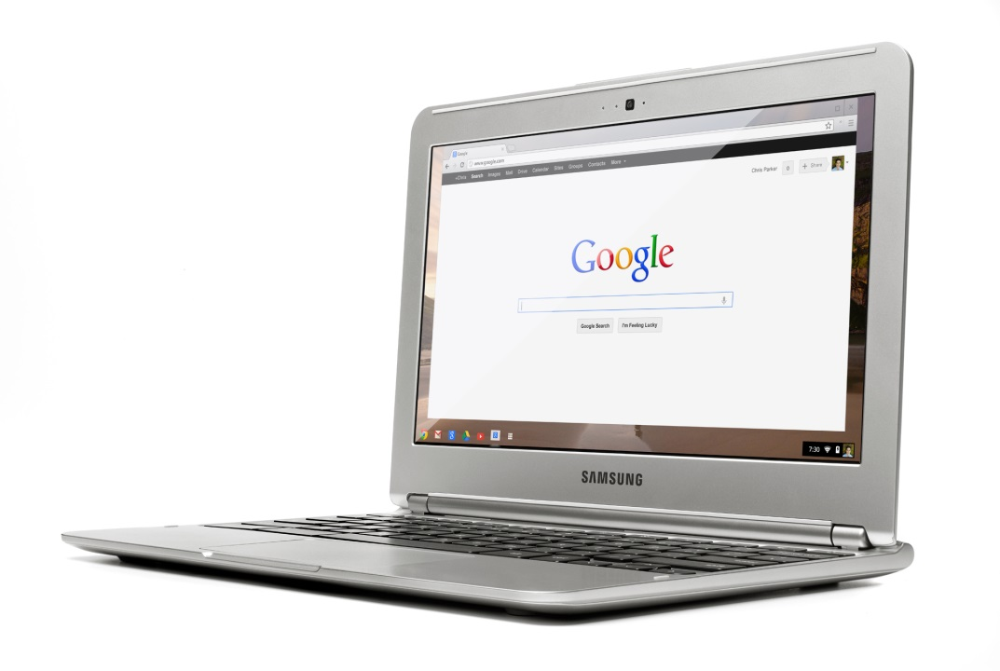 Google
www.google.com
+Chris Search Images Mail Drive Calendar Sites Groups Contacts More
Chris Parker 0 + Share
Google
Google Search I'm Feeling Lucky
7:30
SAMSUNG